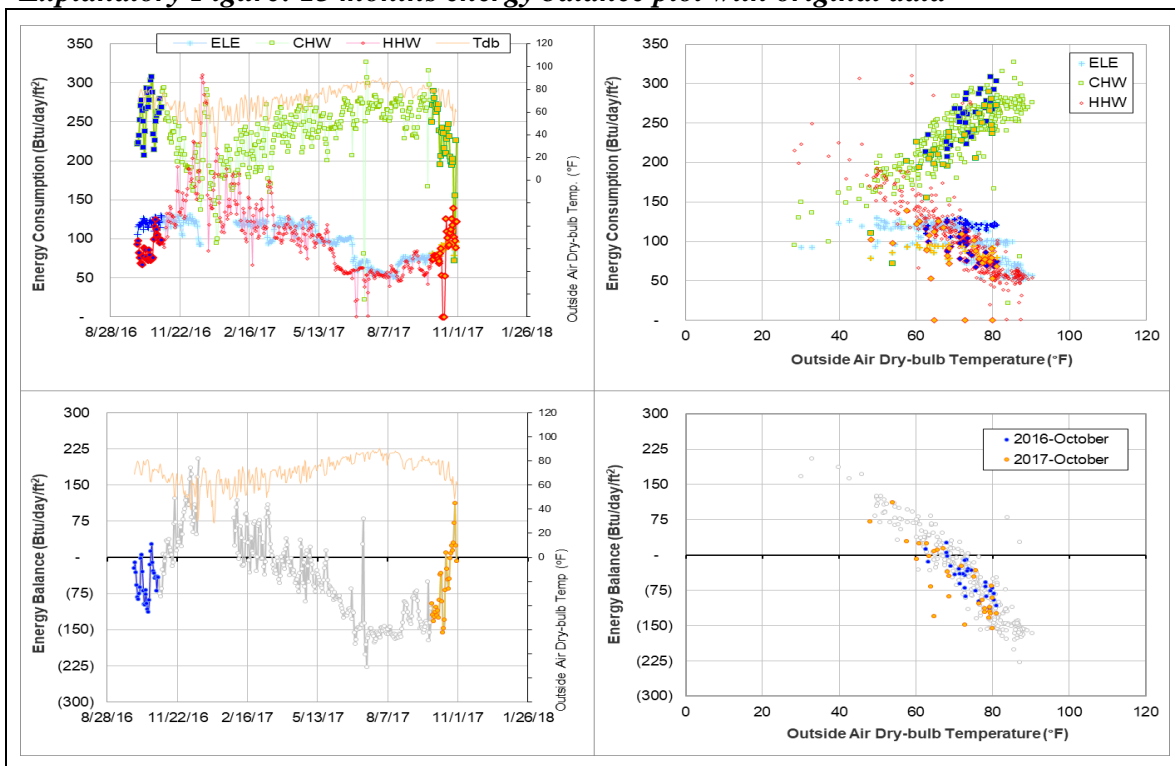 Explanatory Figure: 13 months energy balance plot with original data
ELE CHW HHW Tdb
350
300
250
200
150
100
50
-
Energy Consumption (Btu/day/ft²)
120
100
80
60
40
20
0
Outside Air Dry-bulb Temp. (°F)
8/28/16 11/22/16 2/16/17 5/13/17 8/7/17 11/1/17 1/26/18
350
300
250
200
150
100
50
-
Energy Consumption (Btu/day/ft²)
ELE
CHW
HHW
0 20 40 60 80 100 120
Outside Air Dry-bulb Temperature (°F)
300
225
150
75
-
(75)
(150)
(225)
(300)
Energy Balance (Btu/day/ft²)
120
100
80
60
40
20
0
Outside Air Dry-bulb Temp (°F)
8/28/16 11/22/16 2/16/17 5/13/17 8/7/17 11/1/17 1/26/18
300
225
150
75
-
(75)
(150)
(225)
(300)
Energy Balance (Btu/day/ft²)
2016-October
2017-October
0 20 40 60 80 100 120
Outside Air Dry-bulb Temperature (°F)